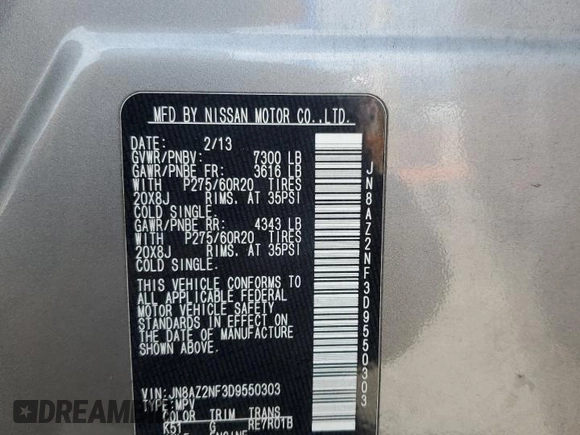 MFD BY NISSAN MOTOR CO.,LTD.
DATE: 2/13
GVWR/PNBV: 7300 LB
GAWR/PNBE FR: 3616 LB
WITH P275/60R20 TIRES
20X8J RIMS. AT 35PSI
COLD SINGLE.
GAWR/PNBE RR: 4343 LB
WITH P275/60R20 TIRES
20X8J RIMS. AT 35PSI
COLD SINGLE.
THIS VEHICLE CONFORMS TO
ALL APPLICABLE FEDERAL
MOTOR VEHICLE SAFETY
STANDARDS IN EFFECT ON
THE DATE OF MANUFACTURE
SHOWN ABOVE.
VIN: JN8AZ2NF3D9550303
TYPE: MPV
COLOR TRIM TRANS
K51 G RE7R01B
JN8AZ2NF3D9550303